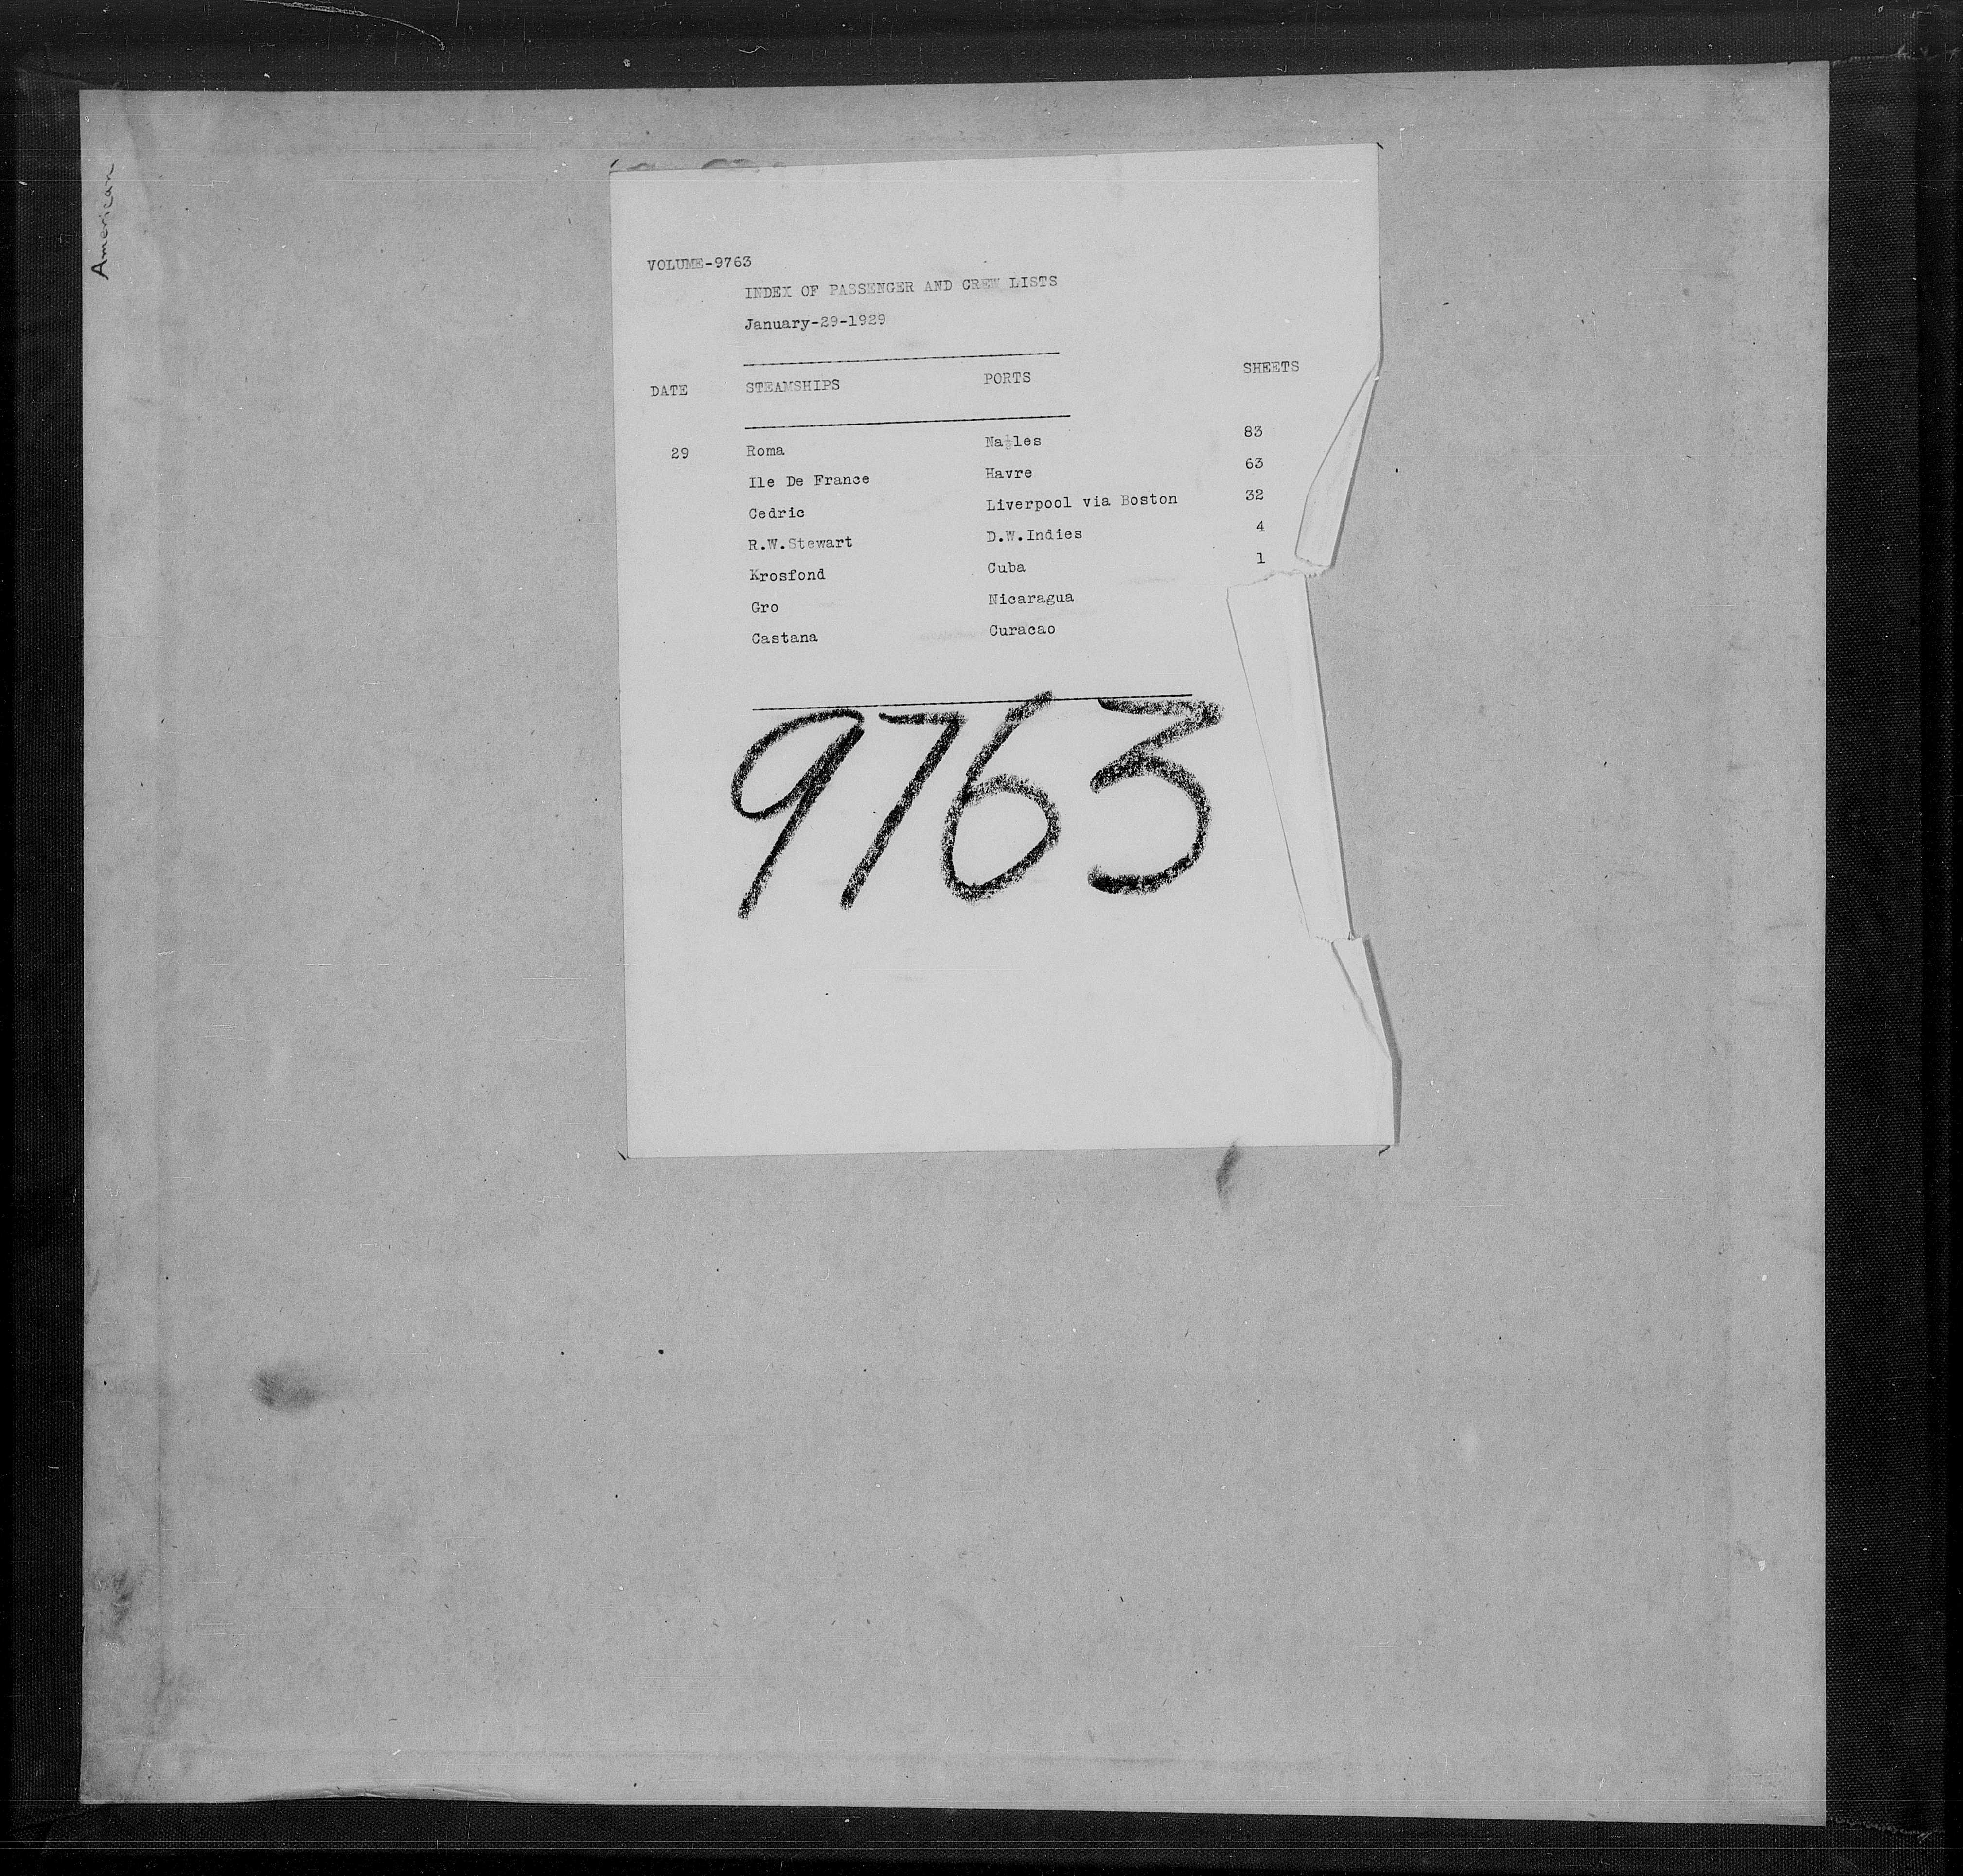 American
VOLUME-9763
INDEX OF PASSENGER AND CREW LISTS
January-29-1929
DATE STEAMSHIPS PORTS SHEETS
29 Roma Naples 83
Ile De France Havre 63
Cedric Liverpool via Boston 32
R.W.Stewart D.W.Indies 4
Krosfond Cuba 1
Gro Nicaragua
Castana Curacao
9763